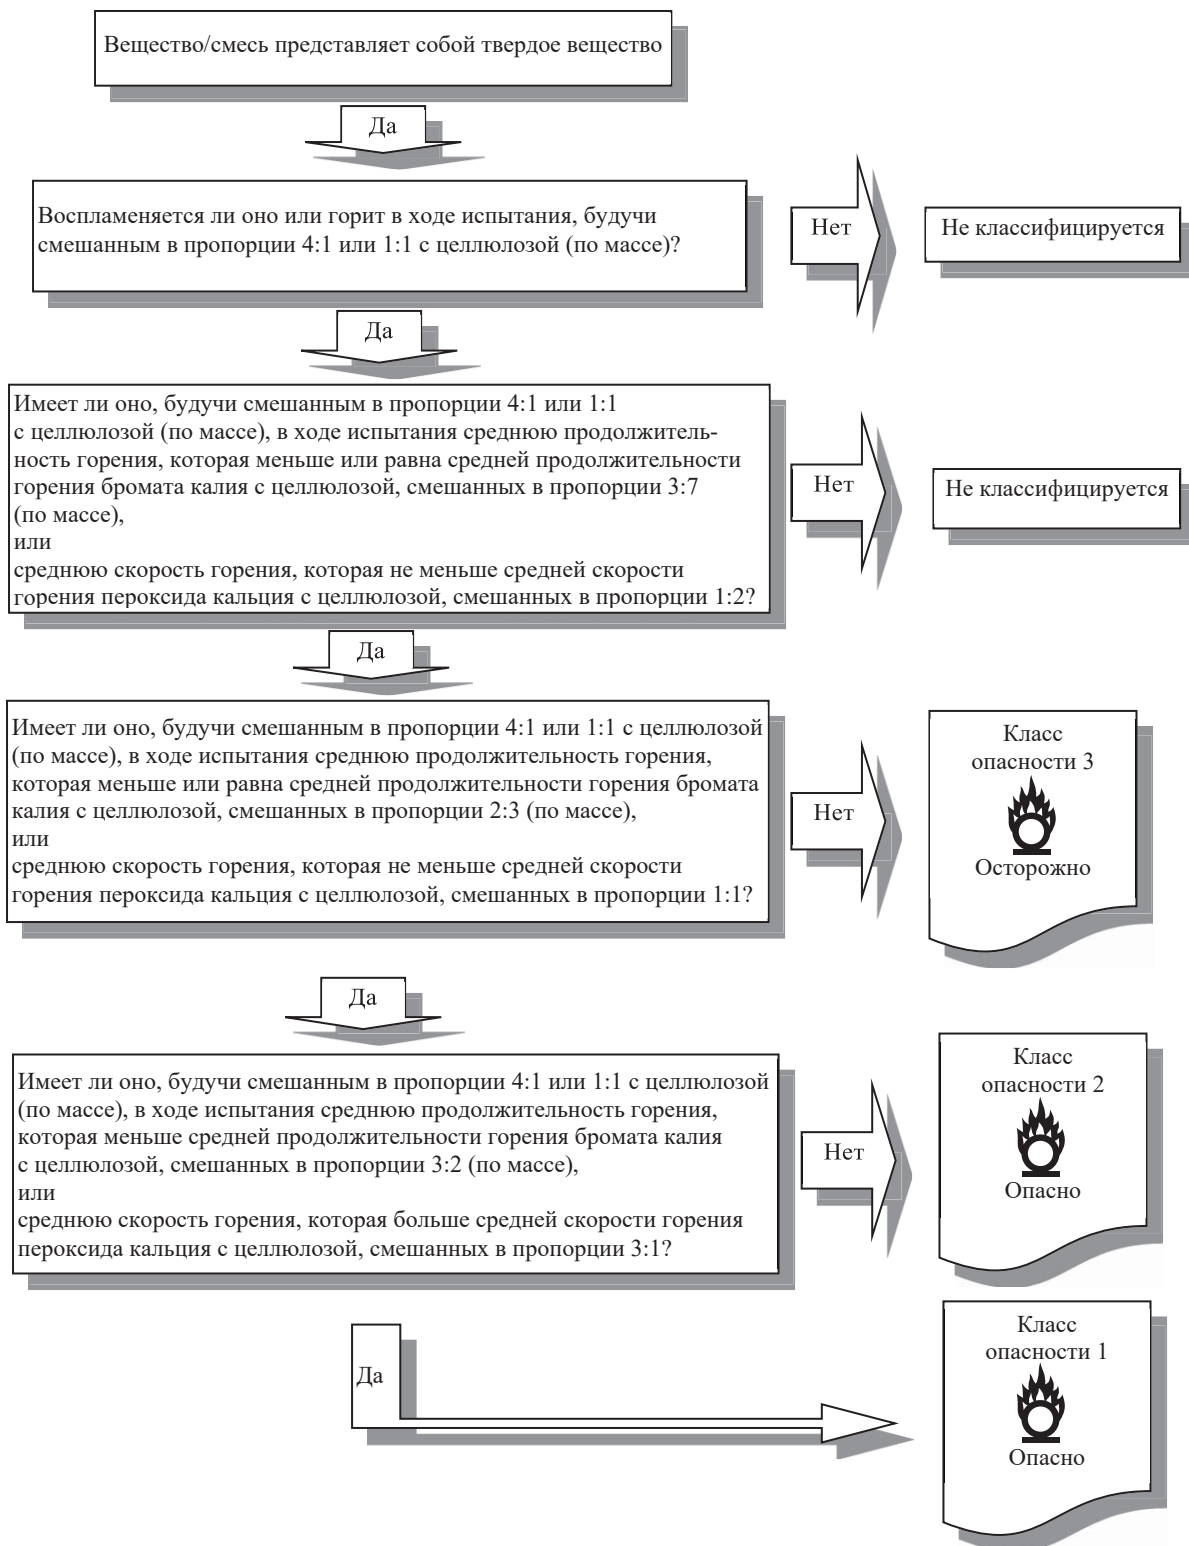 Вещество/смесь представляет собой твердое вещество
Да
Воспламеняется ли оно или горит в ходе испытания, будучи
смешанным в пропорции 4:1 или 1:1 с целлюлозой (по массе)?
Нет
Не классифицируется
Да
Имеет ли оно, будучи смешанным в пропорции 4:1 или 1:1
с целлюлозой (по массе), в ходе испытания среднюю продолжитель-
ность горения, которая меньше или равна средней продолжительности
горения бромата калия с целлюлозой, смешанных в пропорции 3:7
(по массе),
или
среднюю скорость горения, которая не меньше средней скорости
горения пероксида кальция с целлюлозой, смешанных в пропорции 1:2?
Нет
Не классифицируется
Да
Имеет ли оно, будучи смешанным в пропорции 4:1 или 1:1 с целлюлозой
(по массе), в ходе испытания среднюю продолжительность горения,
которая меньше или равна средней продолжительности горения бромата
калия с целлюлозой, смешанных в пропорции 2:3 (по массе),
или
среднюю скорость горения, которая не меньше средней скорости
горения пероксида кальция с целлюлозой, смешанных в пропорции 1:1?
Нет
Класс
опасности 3
Осторожно
Да
Имеет ли оно, будучи смешанным в пропорции 4:1 или 1:1 с целлюлозой
(по массе), в ходе испытания среднюю продолжительность горения,
которая меньше средней продолжительности горения бромата калия
с целлюлозой, смешанных в пропорции 3:2 (по массе),
или
среднюю скорость горения, которая больше средней скорости горения
пероксида кальция с целлюлозой, смешанных в пропорции 3:1?
Нет
Класс
опасности 2
Опасно
Да
Класс
опасности 1
Опасно